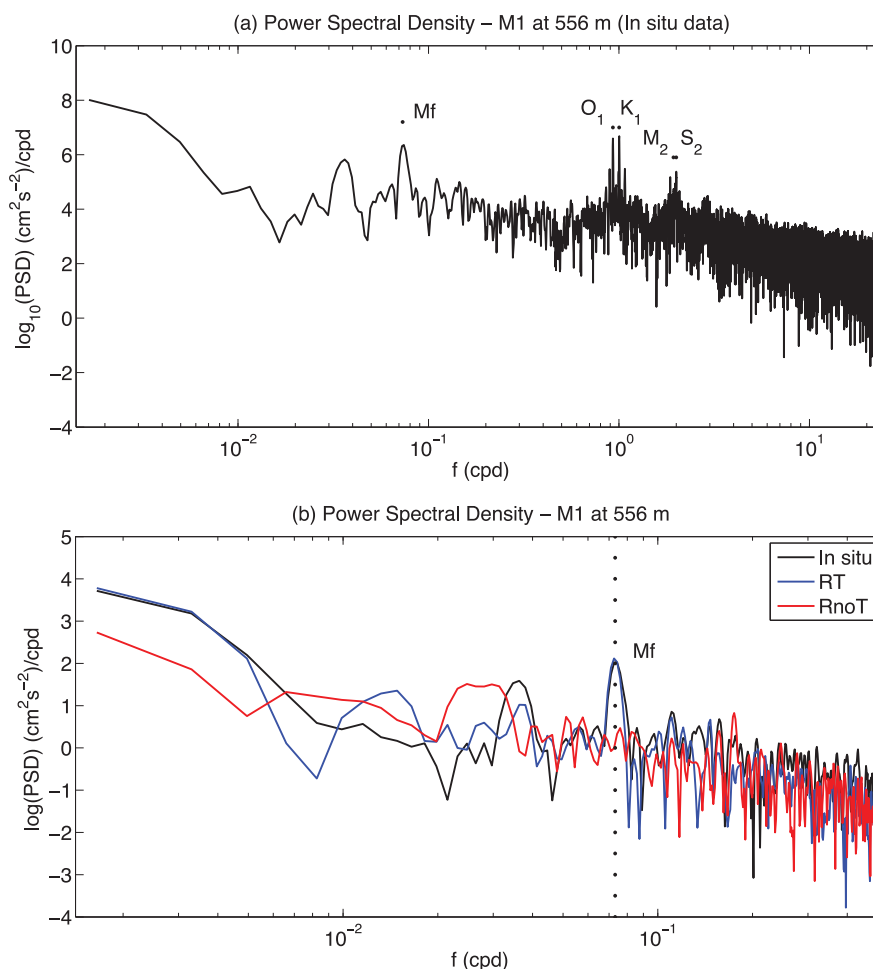 (a) Power Spectral Density – M1 at 556 m (In situ data)
10
8
6
4
2
0
−2
−4
log₁₀(PSD) (cm²s⁻²)/cpd
Mf
O₁ K₁
M₂ S₂
10⁻² 10⁻¹ 10⁰ 10¹
f (cpd)
(b) Power Spectral Density – M1 at 556 m
5
4
3
2
1
0
−1
−2
−3
−4
log(PSD) (cm²s⁻²)/cpd
In situ
RT
RnoT
Mf
10⁻² 10⁻¹
f (cpd)